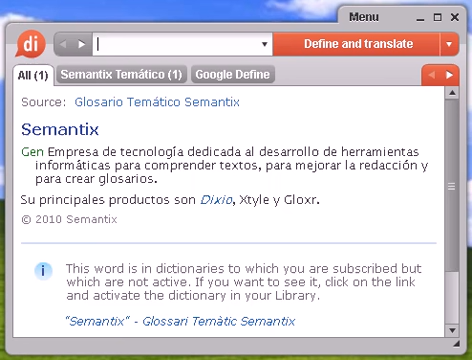 Menu
di
Define and translate
All (1) Semantix Temático (1) Google Define
Source: Glosario Temático Semantix
Semantix
Gen Empresa de tecnología dedicada al desarrollo de herramientas
informáticas para comprender textos, para mejorar la redacción y
para crear glosarios.
Su principales productos son Dixio, Xtyle y Gloxr.
© 2010 Semantix
i
This word is in dictionaries to which you are subscribed but
which are not active. If you want to see it, click on the link
and activate the dictionary in your Library.
"Semantix" - Glossari Temàtic Semantix